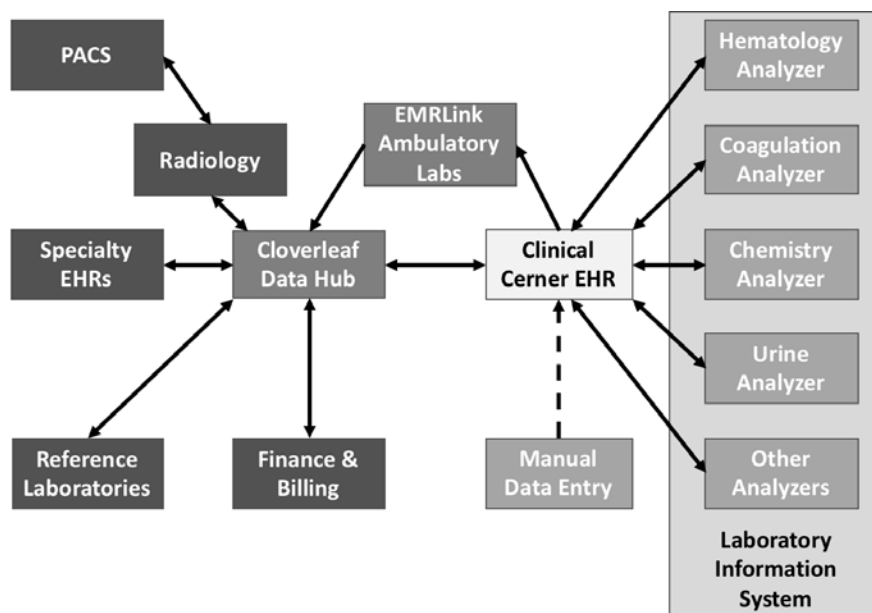 PACS
Radiology
EMRLink
Ambulatory
Labs
Hematology
Analyzer
Coagulation
Analyzer
Specialty
EHRs
Cloverleaf
Data Hub
Clinical
Cerner EHR
Chemistry
Analyzer
Urine
Analyzer
Reference
Laboratories
Finance &
Billing
Manual
Data Entry
Other
Analyzers
Laboratory
Information
System